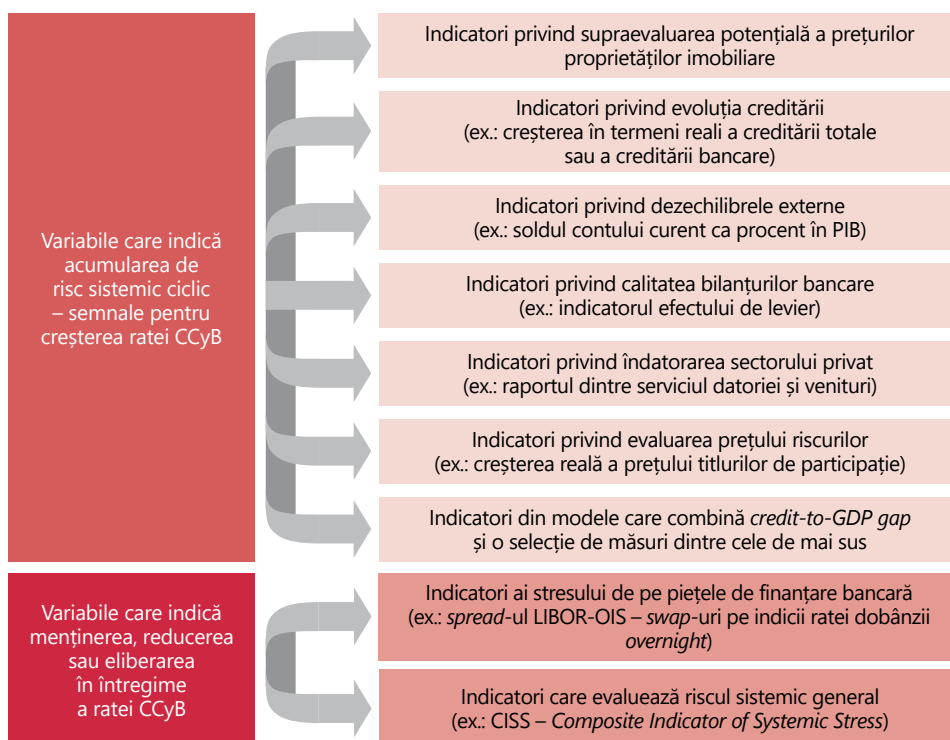 Variabile care indică
acumularea de
risc sistemic ciclic
– semnale pentru
creșterea ratei CCyB
Indicatori privind supraevaluarea potențială a prețurilor
proprietăților imobiliare
Indicatori privind evoluția creditării
(ex.: creșterea în termeni reali a creditării totale
sau a creditării bancare)
Indicatori privind dezechilibrele externe
(ex.: soldul contului curent ca procent în PIB)
Indicatori privind calitatea bilanțurilor bancare
(ex.: indicatorul efectului de levier)
Indicatori privind îndatorarea sectorului privat
(ex.: raportul dintre serviciul datoriei și venituri)
Indicatori privind evaluarea prețului riscurilor
(ex.: creșterea reală a prețului titlurilor de participație)
Indicatori din modele care combină credit-to-GDP gap
și o selecție de măsuri dintre cele de mai sus
Variabile care indică
menținerea, reducerea
sau eliberarea
în întregime
a ratei CCyB
Indicatori ai stresului de pe piețele de finanțare bancară
(ex.: spread-ul LIBOR-OIS – swap-uri pe indicii ratei dobânzii
overnight)
Indicatori care evaluează riscul sistemic general
(ex.: CISS – Composite Indicator of Systemic Stress)